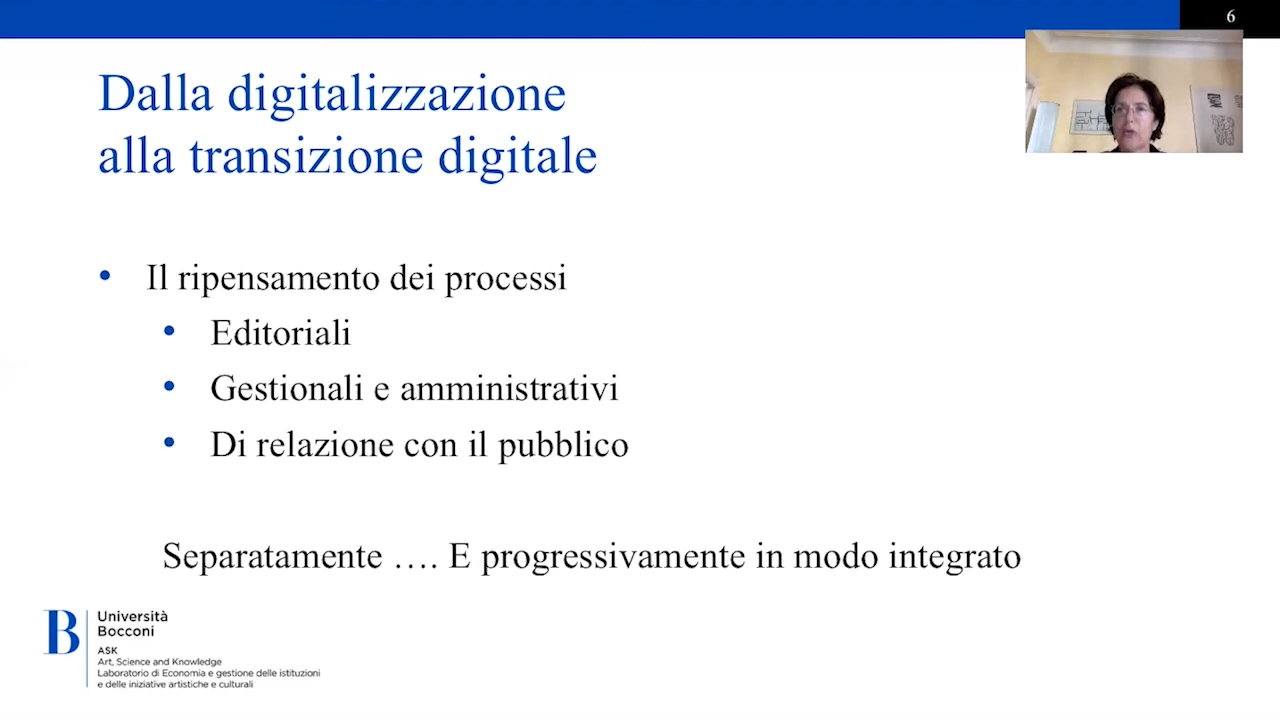 6
Dalla digitalizzazione
alla transizione digitale
• Il ripensamento dei processi
• Editoriali
• Gestionali e amministrativi
• Di relazione con il pubblico
Separatamente …. E progressivamente in modo integrato
B
Università
Bocconi
ASK
Art, Science and Knowledge
Laboratorio di Economia e gestione delle istituzioni
e delle iniziative artistiche e culturali